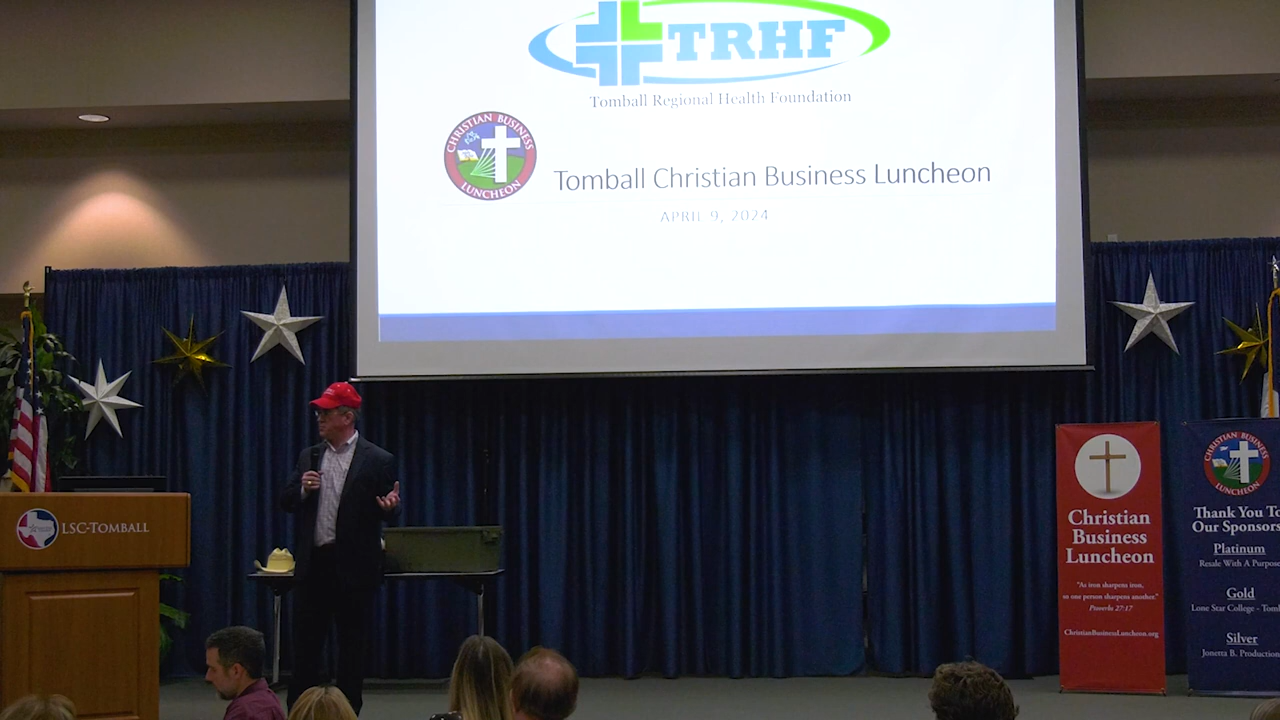 TRHF
Tomball Regional Health Foundation
CHRISTIAN BUSINESS
LUNCHEON
Tomball Christian Business Luncheon
APRIL 9, 2024
LSC-TOMBALL
Christian
Business
Luncheon
"As iron sharpens iron,
so one person sharpens another."
Proverbs 27:17
ChristianBusinessLuncheon.org
CHRISTIAN BUSINESS
LUNCHEON
Thank You To
Our Sponsors
Platinum
Resale With A Purpose
Gold
Lone Star College - Tomb
Silver
Jonetta B. Production